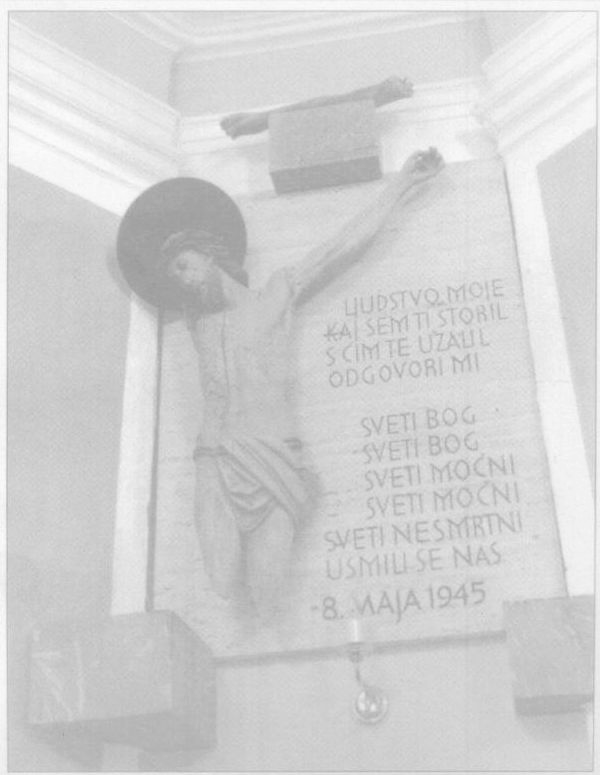 LJUDSTVO MOJE
KAJ SEM TI STORIL
S ČIM TE UŽALIL
ODGOVORI MI
SVETI BOG
SVETI BOG
SVETI MOČNI
SVETI MOČNI
SVETI NESMRTNI
USMILI SE NAS
8. MAJA 1945